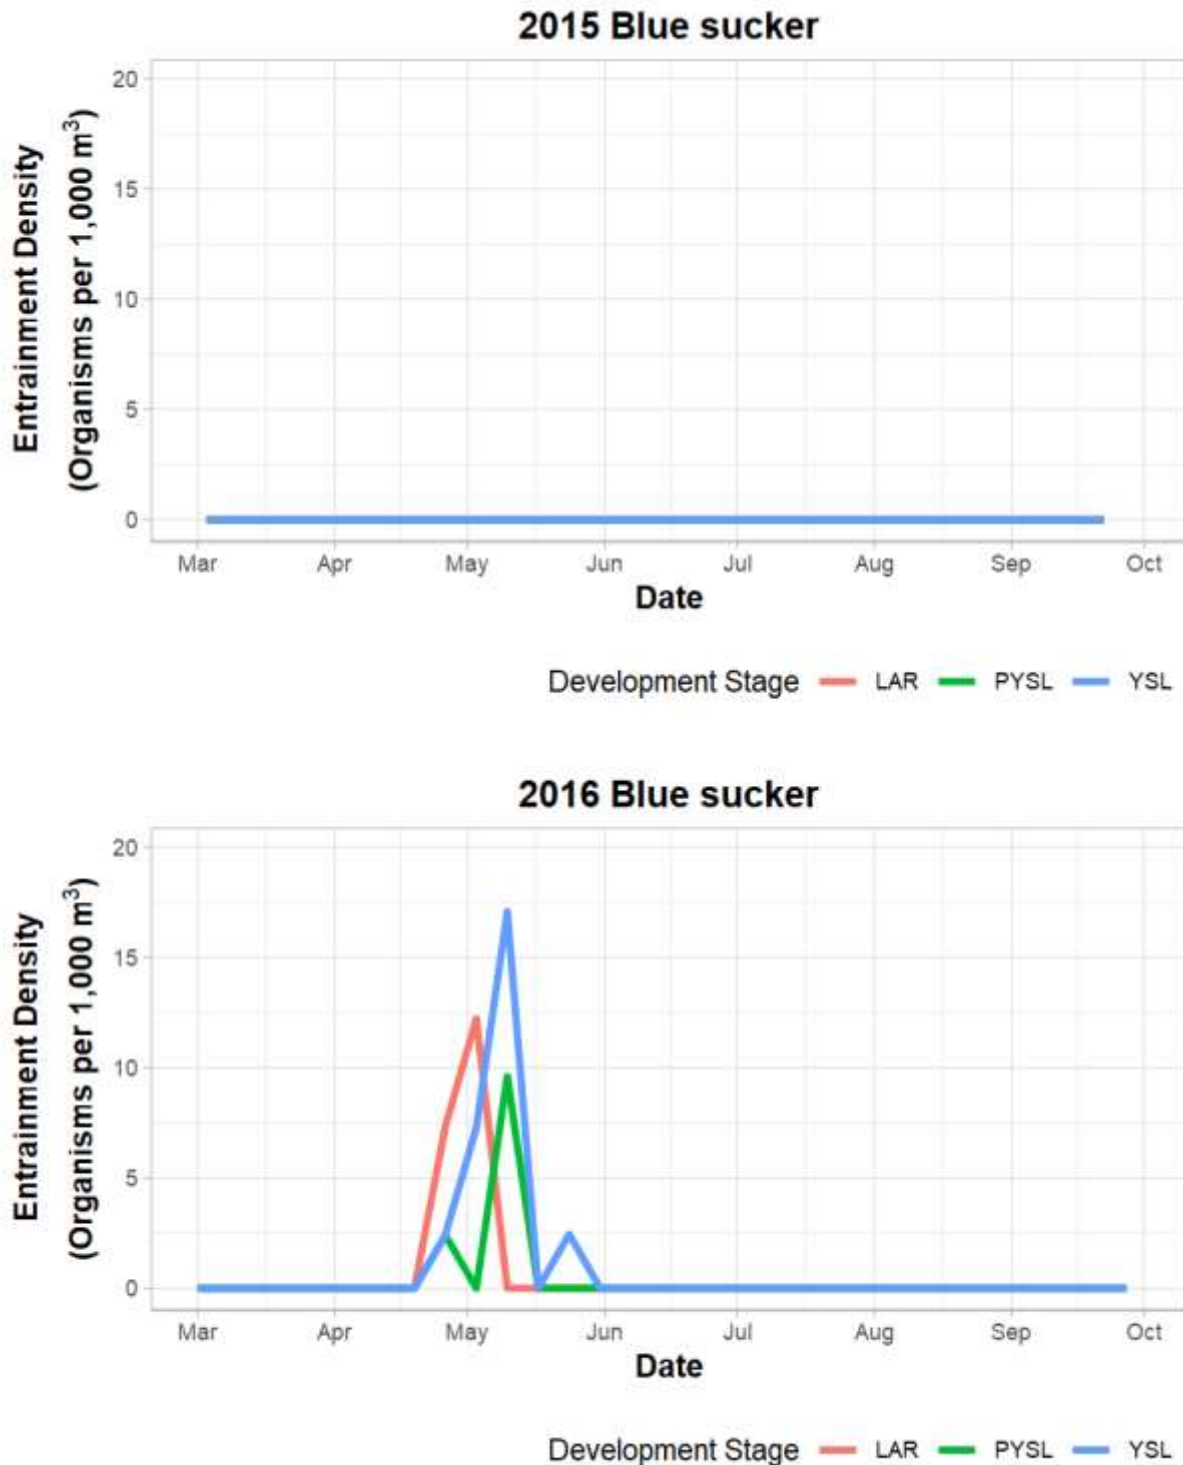 2015 Blue sucker
Entrainment Density
(Organisms per 1,000 m³)
20
15
10
5
0
Mar Apr May Jun Jul Aug Sep Oct
Date
Development Stage LAR PYSL YSL
2016 Blue sucker
Entrainment Density
(Organisms per 1,000 m³)
20
15
10
5
0
Mar Apr May Jun Jul Aug Sep Oct
Date
Development Stage LAR PYSL YSL